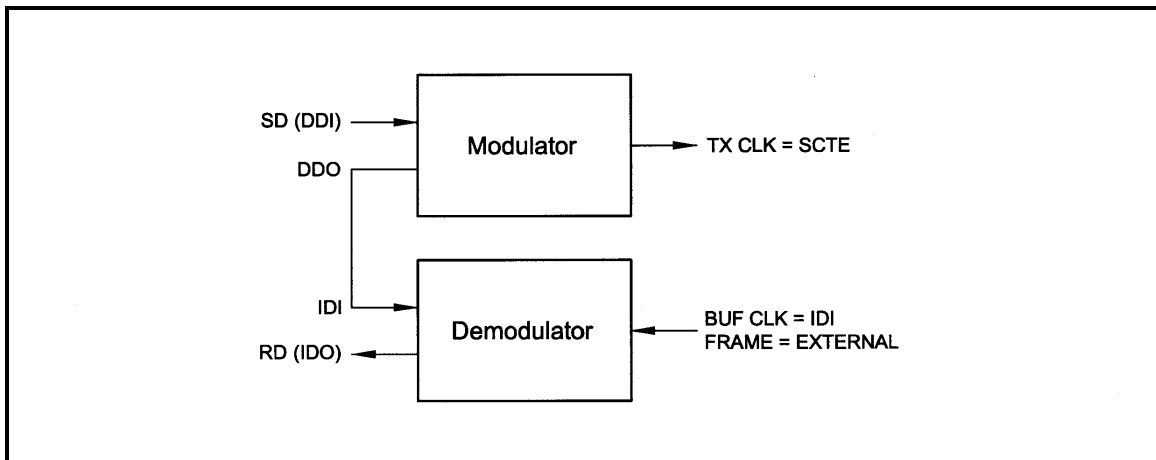 SD (DDI)
Modulator
TX CLK = SCTE
DDO
IDI
Demodulator
BUF CLK = IDI
FRAME = EXTERNAL
RD (IDO)